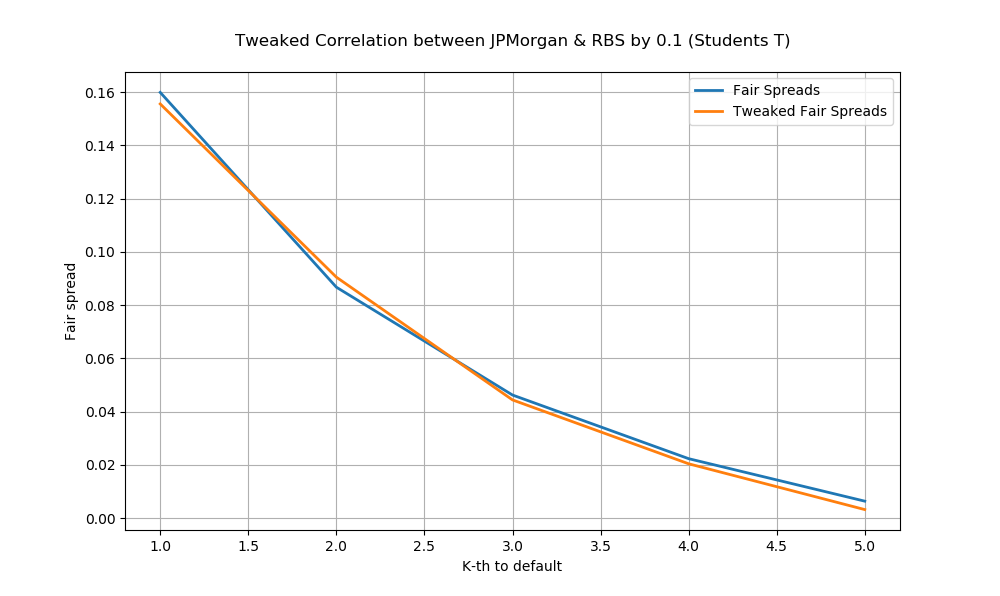 Tweaked Correlation between JPMorgan & RBS by 0.1 (Students T)
Fair Spreads
Tweaked Fair Spreads
Fair spread
0.16
0.14
0.12
0.10
0.08
0.06
0.04
0.02
0.00
1.0 1.5 2.0 2.5 3.0 3.5 4.0 4.5 5.0
K-th to default